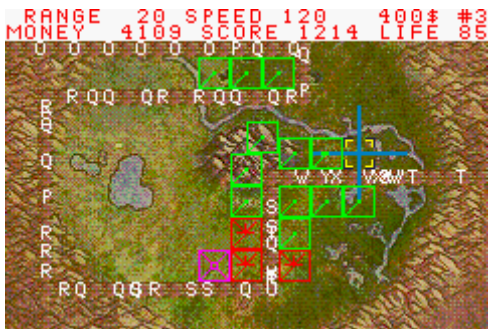 RANGE 20 SPEED 120 400$ #3
MONEY 4109 SCORE 1214 LIFE 85
O O O O O O P Q Q Q
R Q Q Q R R Q Q Q R P
R
Q
W Y X T T
P
S
R
R
R
R Q Q R S S Q